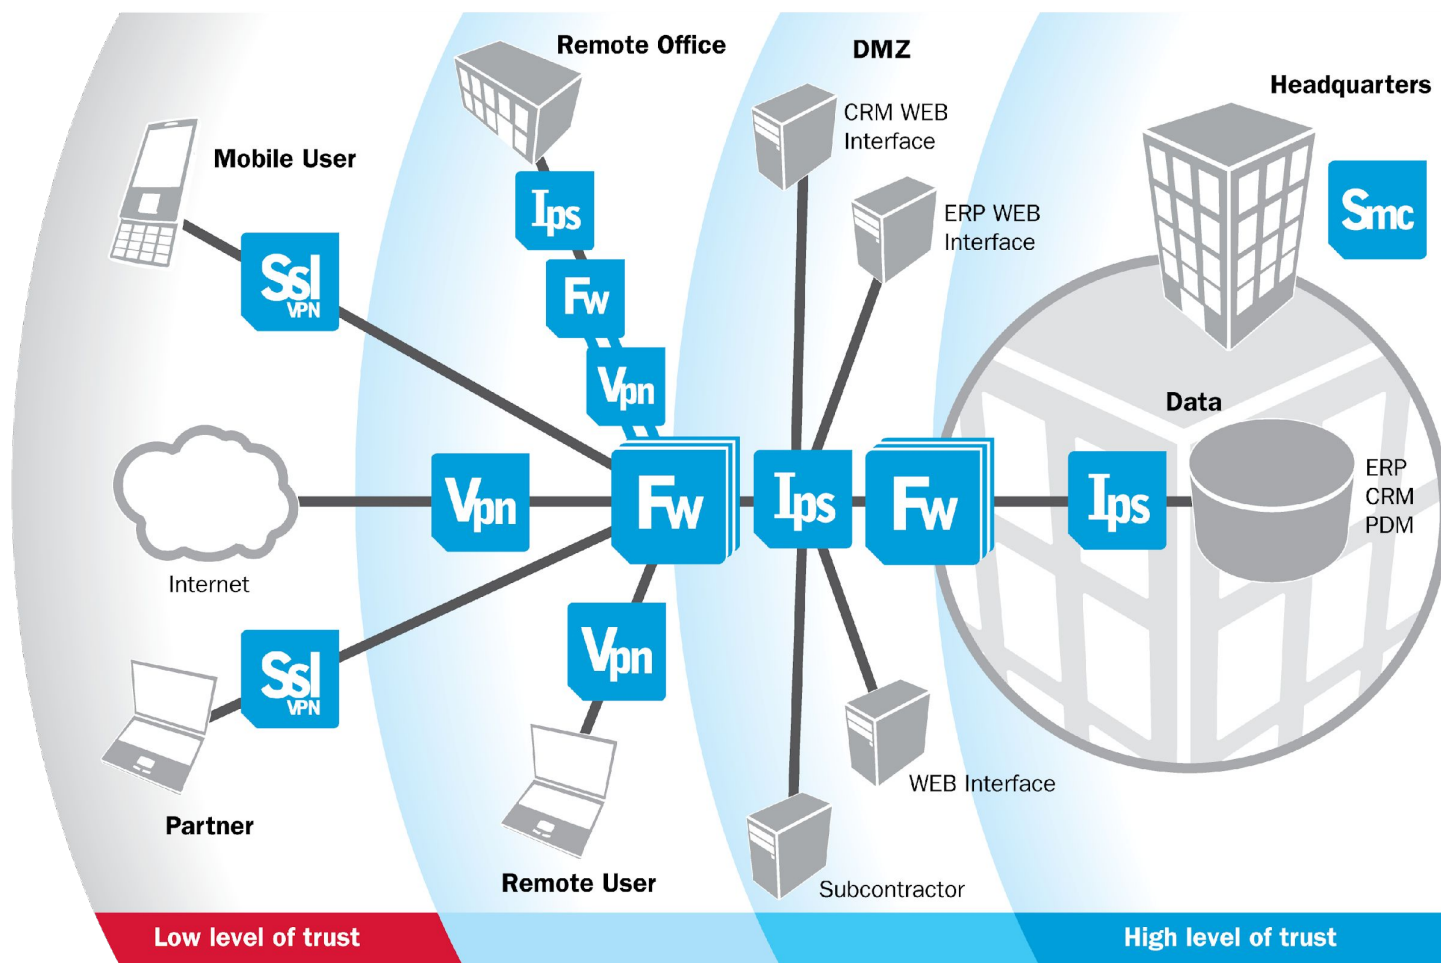 Remote Office
DMZ
Headquarters
CRM WEB
Interface
Mobile User
Ips
Smc
ERP WEB
Interface
Ssl
VPN
Fw
Vpn
Data
Vpn
Fw
Ips
Fw
Ips
ERP
CRM
PDM
Internet
Vpn
Ssl
VPN
WEB Interface
Partner
Remote User
Subcontractor
Low level of trust
High level of trust